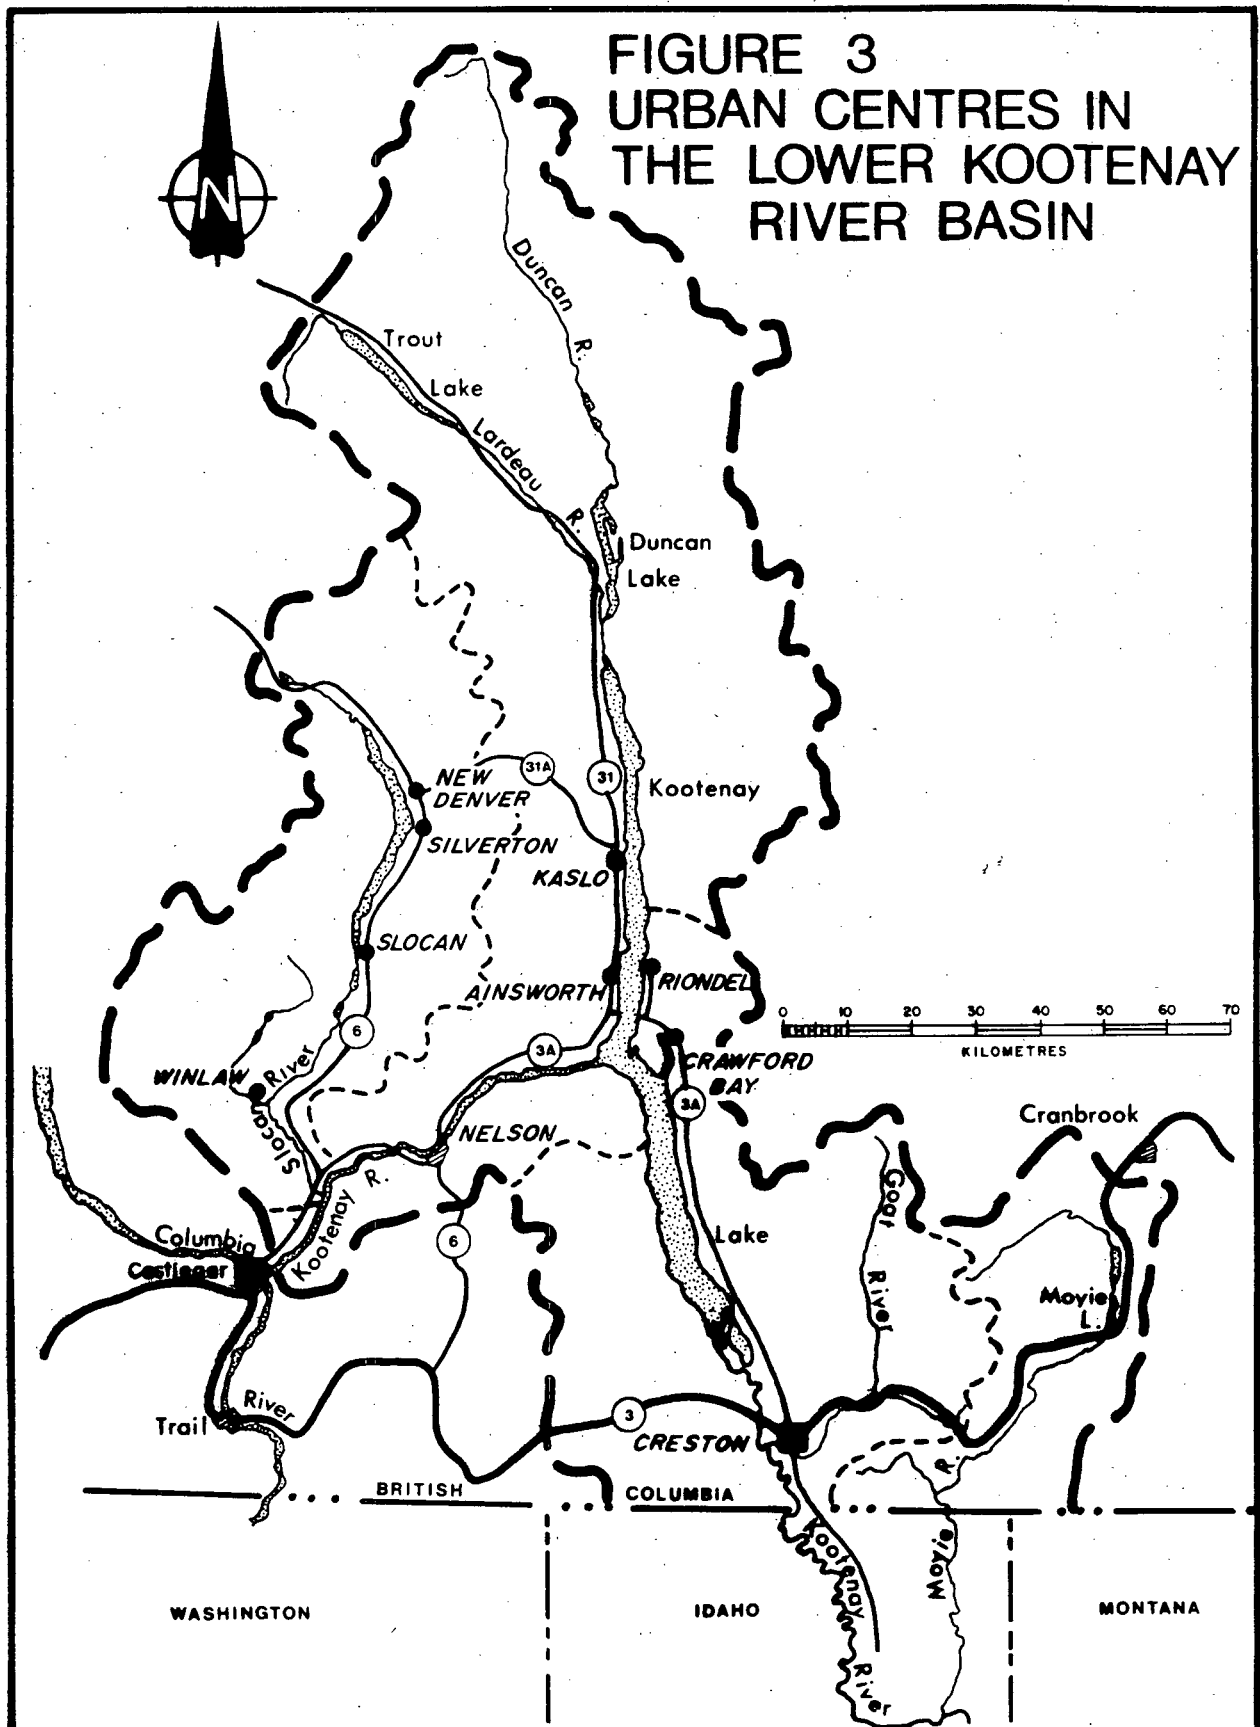 FIGURE 3
URBAN CENTRES IN
THE LOWER KOOTENAY
RIVER BASIN
N
Duncan
R.
Trout
Lake
Lardeau
R.
Duncan
Lake
NEW
DENVER
31A
31
Kootenay
SILVERTON
KASLO
SLOCAN
AINSWORTH
RIONDEL
0 10 20 30 40 50 60 70
KILOMETRES
6
3A
CRAWFORD
BAY
3A
WINLAW
River
Slocan
NELSON
Cranbrook
Kootenay R.
Goat
River
Columbia
Castlegar
6
Lake
Moyie
L.
River
Trail
3
CRESTON
R.
BRITISH
COLUMBIA
Kootenay
Moyie
WASHINGTON
IDAHO
MONTANA
River